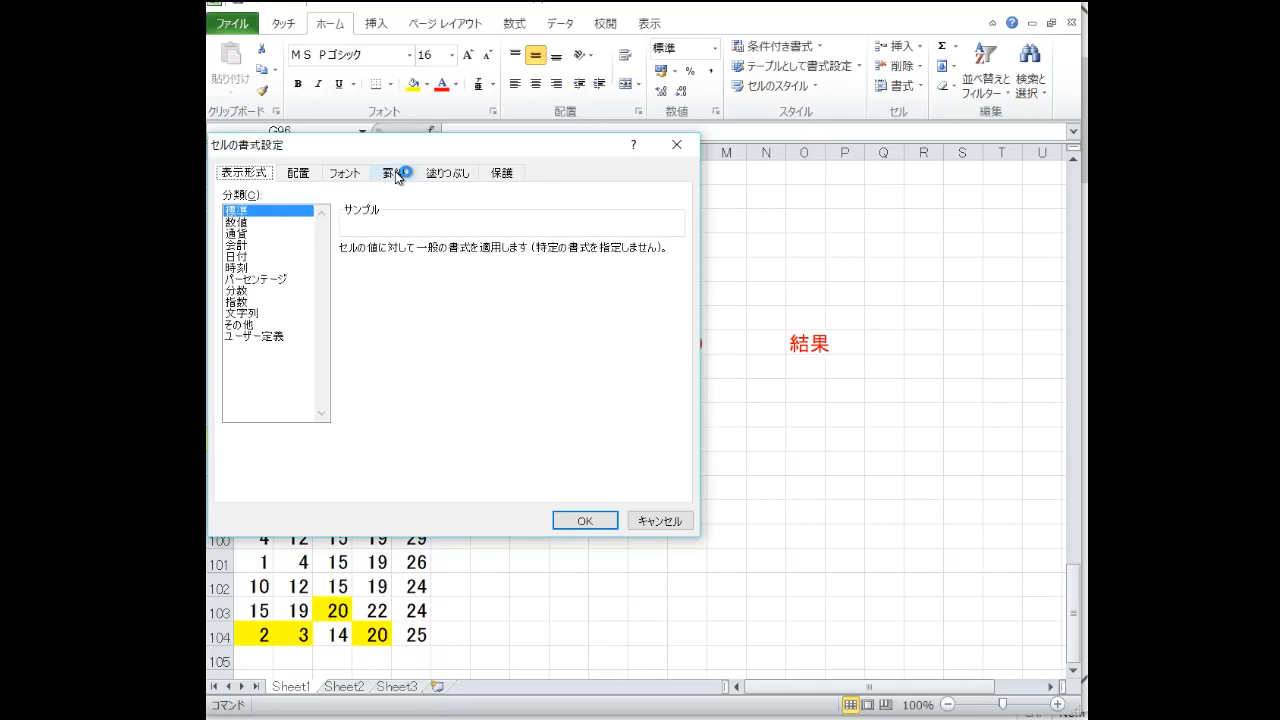 ファイル タッチ ホーム 挿入 ページ レイアウト 数式 データ 校閲 表示
ＭＳ Ｐゴシック 16 標準 条件付き書式 挿入
貼り付け テーブルとして書式設定 削除 並べ替えと フィルター 検索と 選択
B I U セルのスタイル 書式
クリップボード フォント 配置 数値 スタイル セル 編集
G96
セルの書式設定
M N O P Q R S T U
表示形式 配置 フォント 塗りつぶし 保護
分類(C):
標準
数値
通貨
会計
日付
時刻
パーセンテージ
分数
指数
文字列
その他
ユーザー定義
サンプル
セルの値に対して一般の書式を適用します (特定の書式を指定しません)。
結果
OK キャンセル
100 4 12 15 19 29
101 1 4 15 19 26
102 10 12 15 19 24
103 15 19 20 22 24
104 2 3 14 20 25
105
Sheet1 Sheet2 Sheet3
コマンド 100%